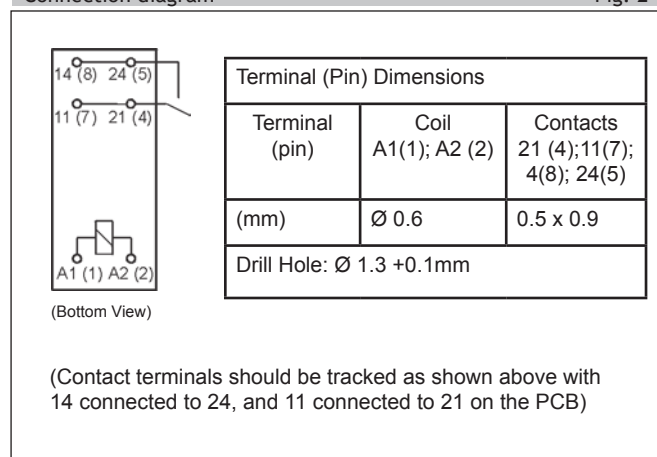 Connection diagram Fig. 2
14 (8) 24 (5)
11 (7) 21 (4)
A1 (1) A2 (2)
(Bottom View)
Terminal (Pin) Dimensions
Terminal (pin) Coil A1(1); A2 (2) Contacts 21 (4);11(7); 4(8); 24(5)
(mm) Ø 0.6 0.5 x 0.9
Drill Hole: Ø 1.3 +0.1mm
(Contact terminals should be tracked as shown above with
14 connected to 24, and 11 connected to 21 on the PCB)